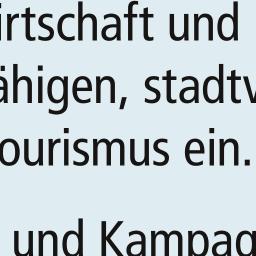 irtschaft und
ähigen, stadtv
ourismus ein.
und Kampag